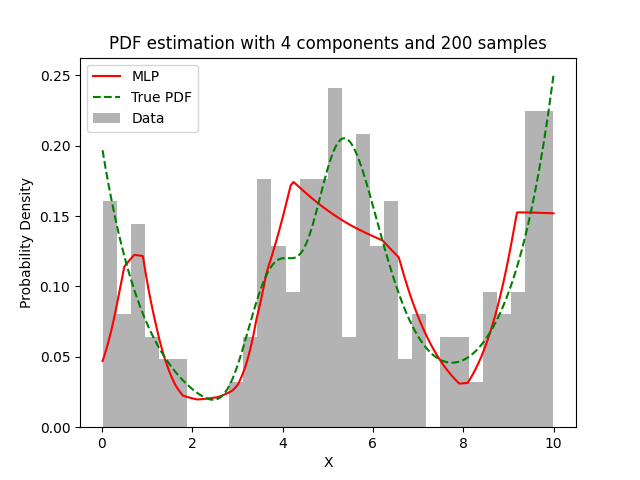 PDF estimation with 4 components and 200 samples
MLP
True PDF
Data
Probability Density
0.25
0.20
0.15
0.10
0.05
0.00
0
2
4
6
8
10
X